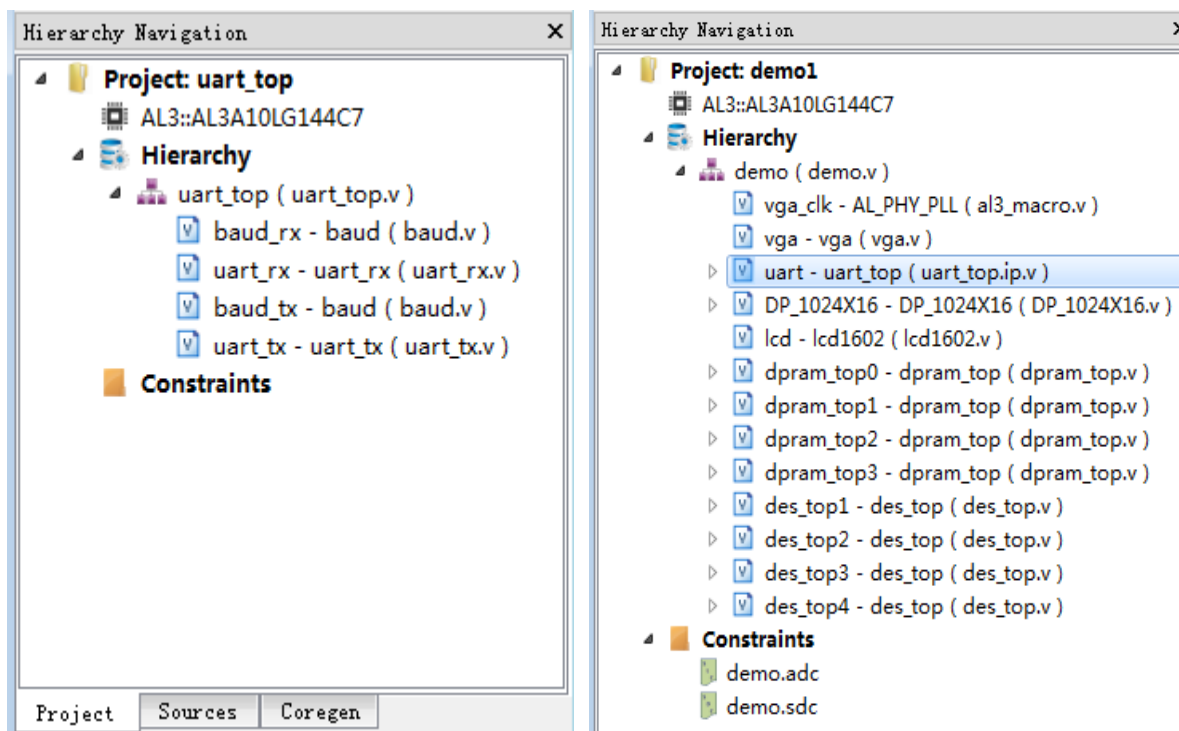 Hierarchy Navigation
Project: uart_top
AL3::AL3A10LG144C7
Hierarchy
uart_top ( uart_top.v )
baud_rx - baud ( baud.v )
uart_rx - uart_rx ( uart_rx.v )
baud_tx - baud ( baud.v )
uart_tx - uart_tx ( uart_tx.v )
Constraints
Project Sources Coregen
Hierarchy Navigation
Project: demo1
AL3::AL3A10LG144C7
Hierarchy
demo ( demo.v )
vga_clk - AL_PHY_PLL ( al3_macro.v )
vga - vga ( vga.v )
uart - uart_top ( uart_top.ip.v )
DP_1024X16 - DP_1024X16 ( DP_1024X16.v )
lcd - lcd1602 ( lcd1602.v )
dpram_top0 - dpram_top ( dpram_top.v )
dpram_top1 - dpram_top ( dpram_top.v )
dpram_top2 - dpram_top ( dpram_top.v )
dpram_top3 - dpram_top ( dpram_top.v )
des_top1 - des_top ( des_top.v )
des_top2 - des_top ( des_top.v )
des_top3 - des_top ( des_top.v )
des_top4 - des_top ( des_top.v )
Constraints
demo.adc
demo.sdc